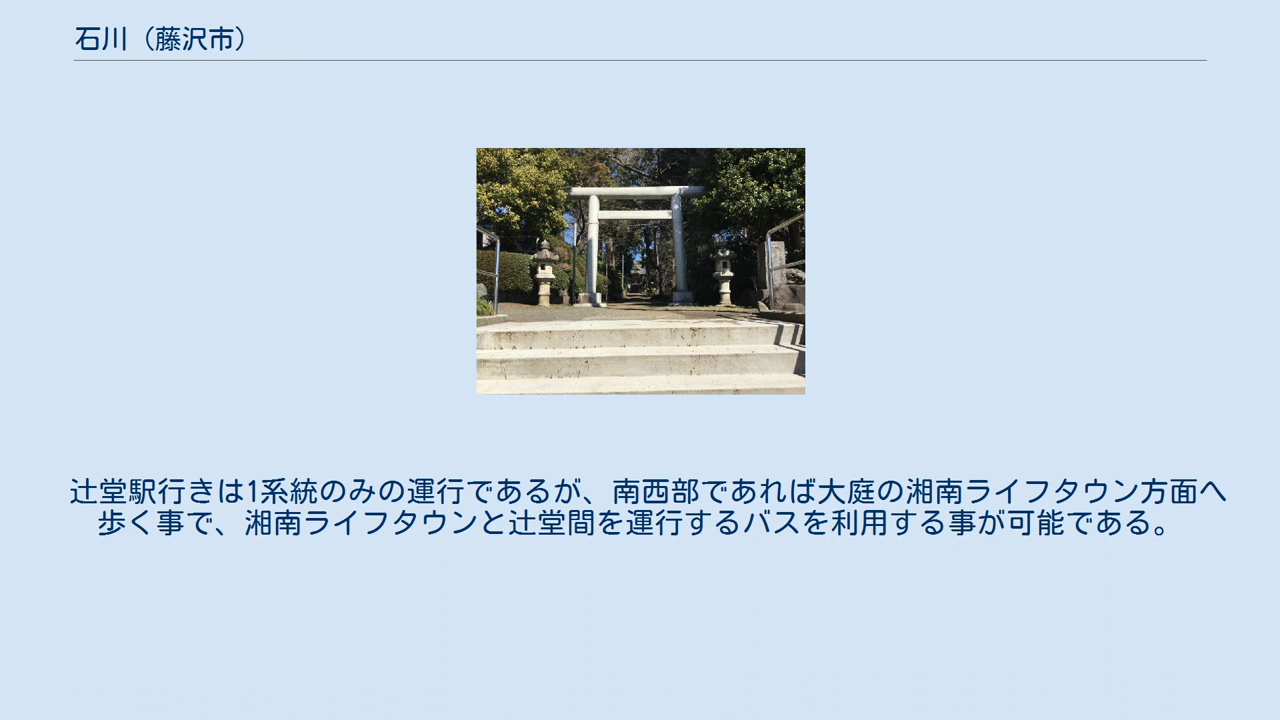 石川（藤沢市）
辻堂駅行きは1系統のみの運行であるが、南西部であれば大庭の湘南ライフタウン方面へ
歩く事で、湘南ライフタウンと辻堂間を運行するバスを利用する事が可能である。